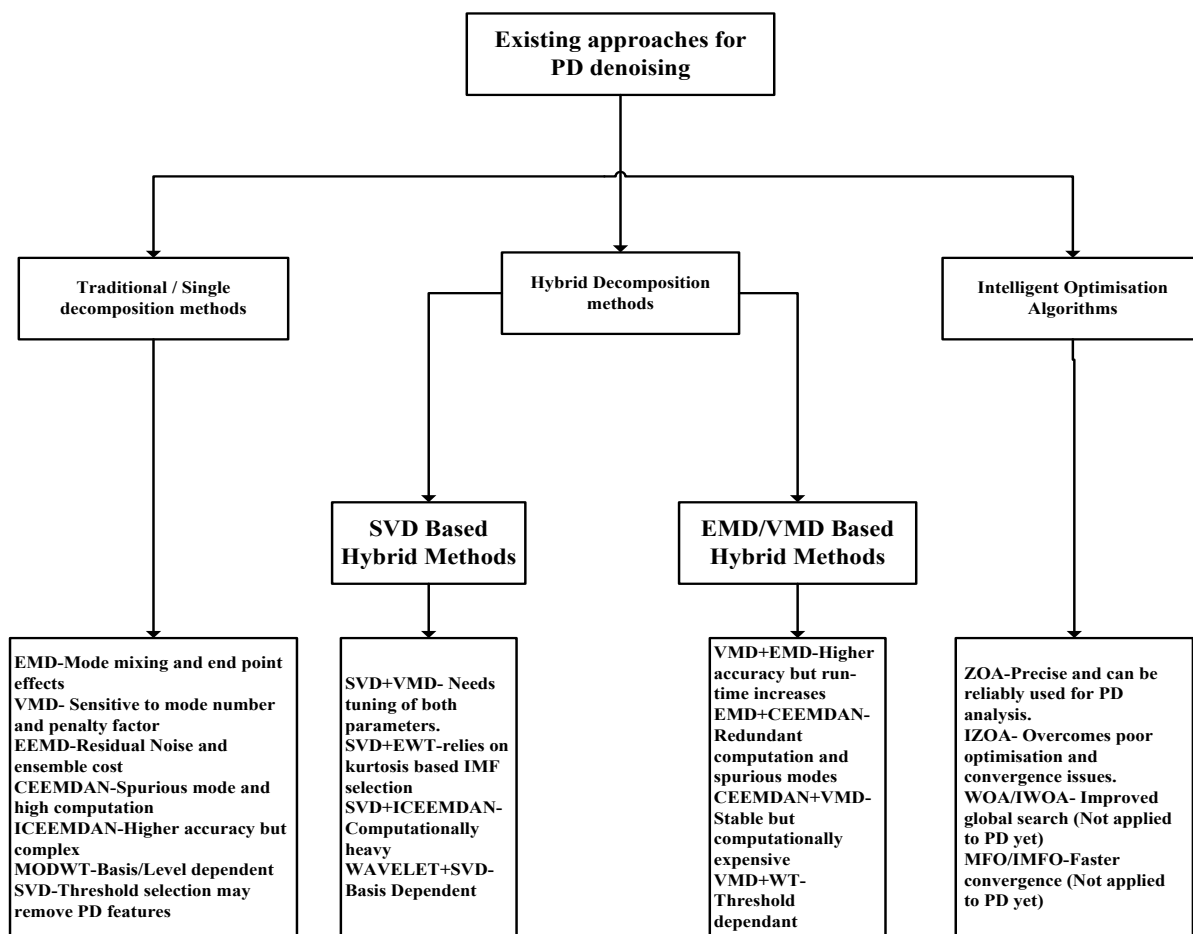 Existing approaches for
PD denoising
Traditional / Single
decomposition methods
Hybrid Decomposition
methods
Intelligent Optimisation
Algorithms
SVD Based
Hybrid Methods
EMD/VMD Based
Hybrid Methods
EMD-Mode mixing and end point
effects
VMD- Sensitive to mode number
and penalty factor
EEMD-Residual Noise and
ensemble cost
CEEMDAN-Spurious mode and
high computation
ICEEMDAN-Higher accuracy but
complex
MODWT-Basis/Level dependent
SVD-Threshold selection may
remove PD features
SVD+VMD- Needs
tuning of both
parameters.
SVD+EWT-relies on
kurtosis based IMF
selection
SVD+ICEEMDAN-
Computationally
heavy
WAVELET+SVD-
Basis Dependent
VMD+EMD-Higher
accuracy but run-
time increases
EMD+CEEMDAN-
Redundant
computation and
spurious modes
CEEMDAN+VMD-
Stable but
computationally
expensive
VMD+WT-
Threshold
dependant
ZOA-Precise and can be
reliably used for PD
analysis.
IZOA- Overcomes poor
optimisation and
convergence issues.
WOA/IWOA- Improved
global search (Not applied
to PD yet)
MFO/IMFO-Faster
convergence (Not applied
to PD yet)